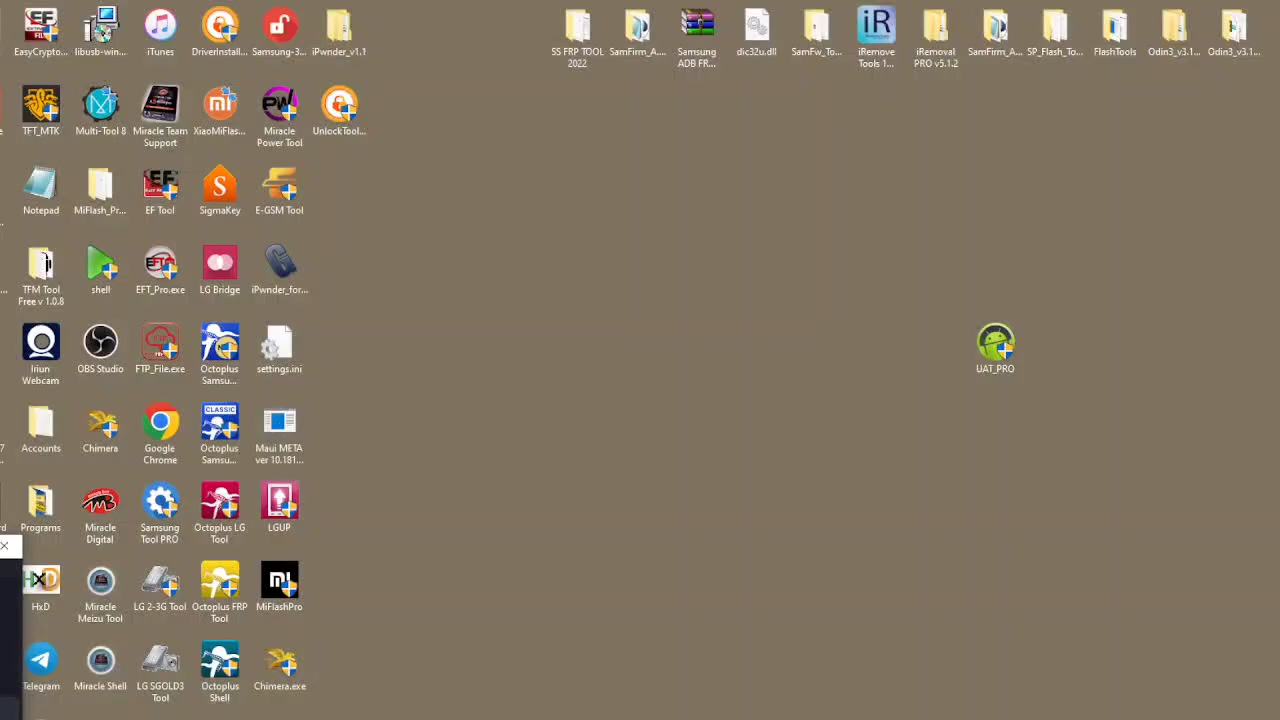 EasyCrypto...
libusb-win...
iTunes
DriverInstall...
Samsung-3...
iPwnder_v1.1
SS FRP TOOL
2022
SamFirm_A...
Samsung
ADB FR...
dic32u.dll
SamFw_To...
iRemove
Tools 1...
iRemoval
PRO v5.1.2
SamFirm_A...
SP_Flash_To...
FlashTools
Odin3_v3.1...
Odin3_v3.1...
TFT_MTK
Multi-Tool 8
Miracle Team
Support
XiaoMiFlas...
Miracle
Power Tool
UnlockTool...
Notepad
MiFlash_Pr...
EF Tool
SigmaKey
E-GSM Tool
TFM Tool
Free v 1.0.8
shell
EFT_Pro.exe
LG Bridge
iPwnder_for...
Iriun
Webcam
OBS Studio
FTP_File.exe
Octoplus
Samsu...
settings.ini
UAT_PRO
Accounts
Chimera
Google
Chrome
CLASSIC
Octoplus
Samsu...
Maui META
ver 10.181...
Programs
Miracle
Digital
Samsung
Tool PRO
Octoplus LG
Tool
LGUP
HxD
Miracle
Meizu Tool
LG 2-3G Tool
Octoplus FRP
Tool
MiFlashPro
Telegram
Miracle Shell
LG SGOLD3
Tool
Octoplus
Shell
Chimera.exe